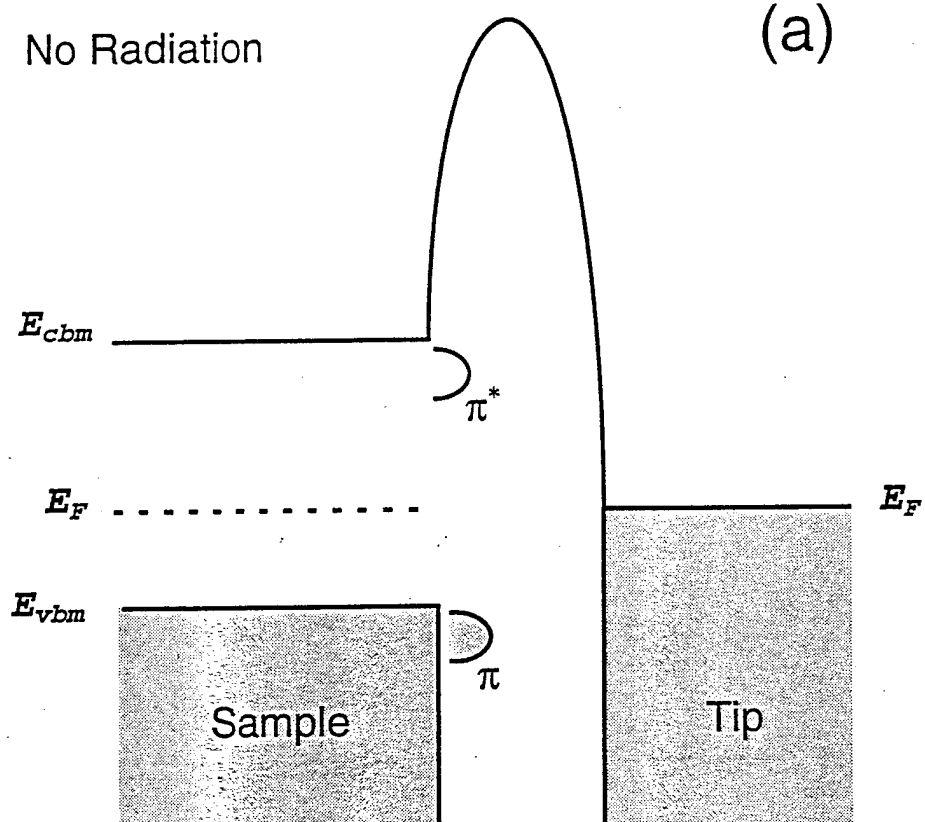 No Radiation
(a)
E_cbm
π*
E_F
E_F
E_vbm
π
Sample
Tip